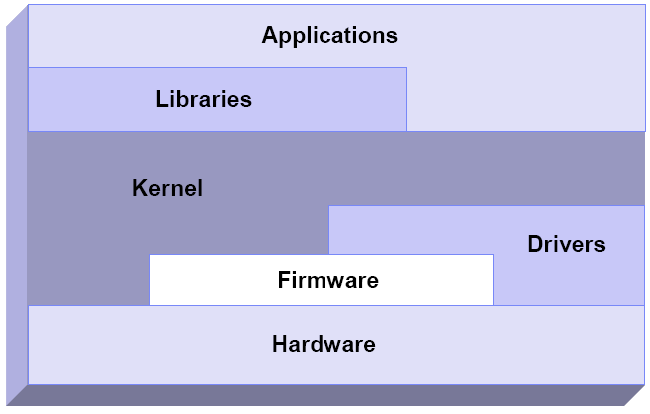 Applications
Libraries
Kernel
Drivers
Firmware
Hardware